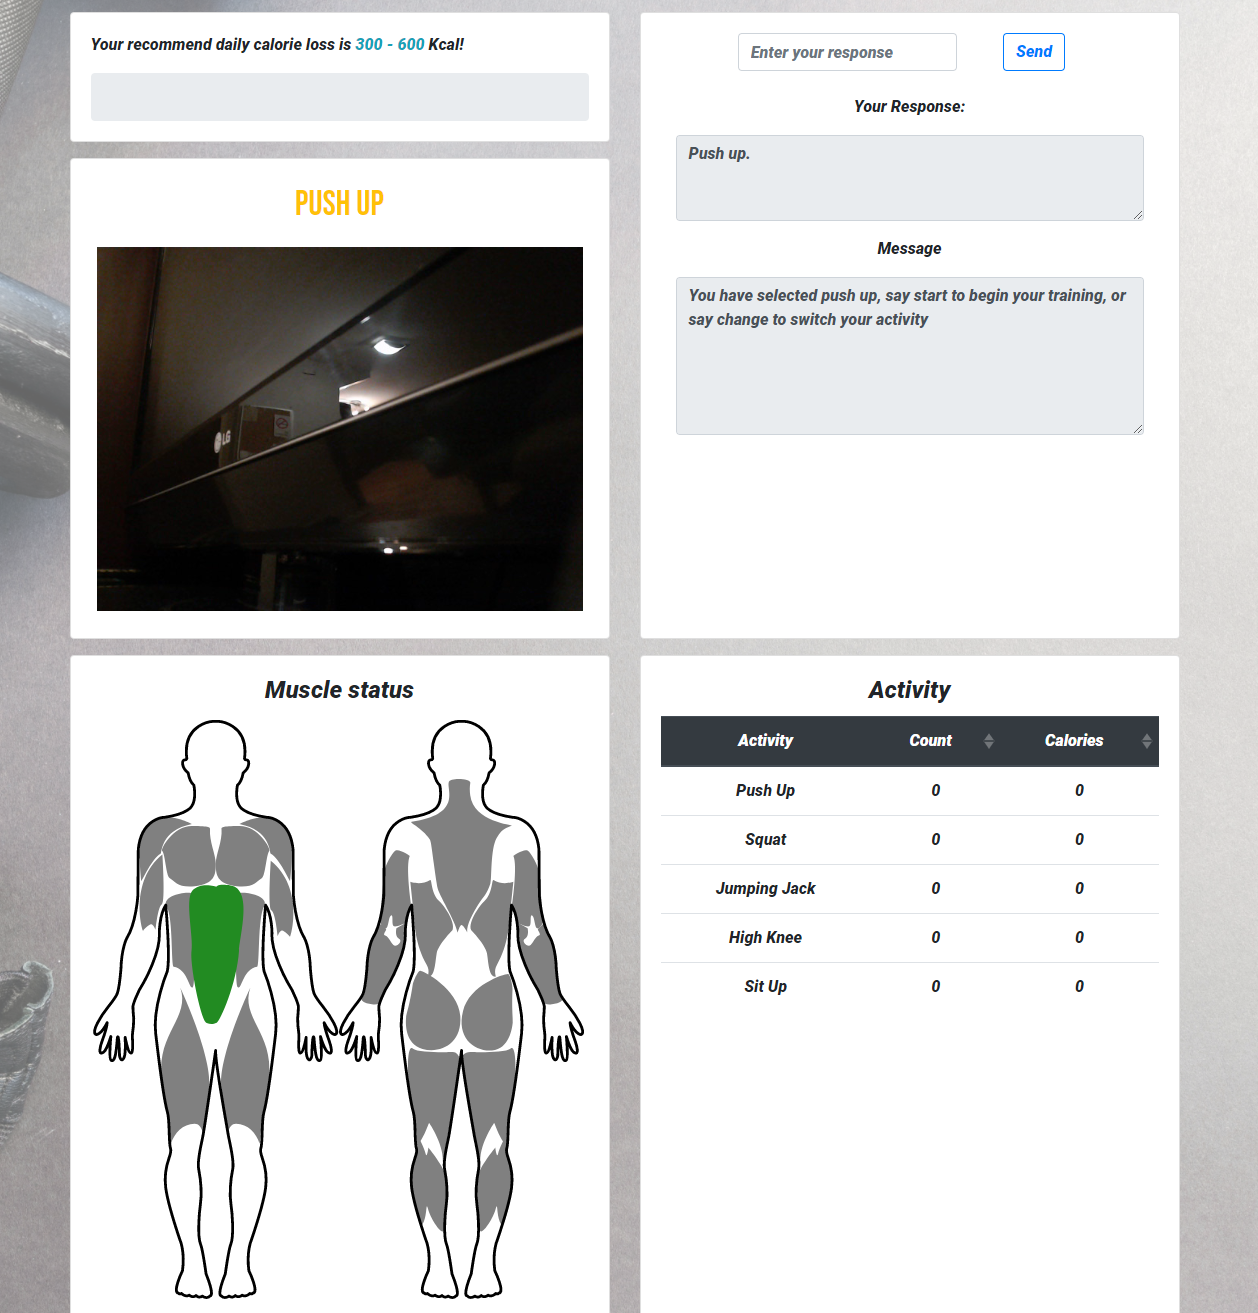 Your recommend daily calorie loss is 300 - 600 Kcal!
PUSH UP
LG
Enter your response
Send
Your Response:
Push up.
Message
You have selected push up, say start to begin your training, or
say change to switch your activity
Muscle status
Activity
Activity Count Calories
Push Up 0 0
Squat 0 0
Jumping Jack 0 0
High Knee 0 0
Sit Up 0 0